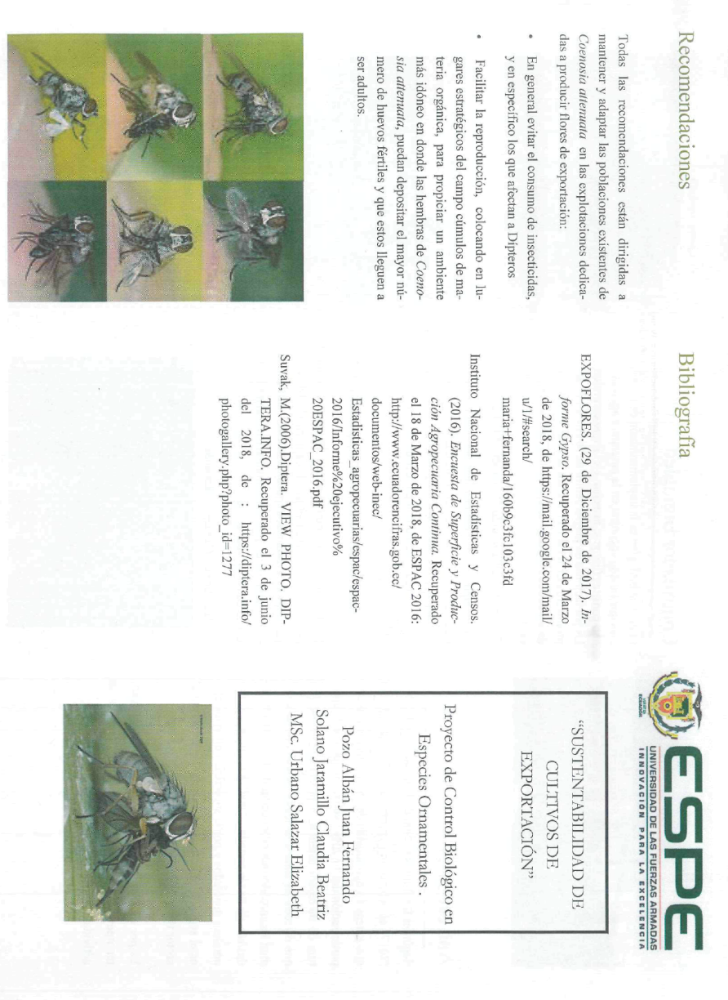 Recomendaciones
Todas las recomendaciones están dirigidas a
mantener y adaptar las poblaciones existentes de
Coenosia attenuata en las explotaciones dedica-
das a producir flores de exportación:
• En general evitar el consumo de insecticidas,
y en específico los que afectan a Dipteros
• Facilitar la reproducción, colocando en lu-
gares estratégicos del campo cúmulos de ma-
teria orgánica, para propiciar un ambiente
más idóneo en donde las hembras de Coeno-
sia attenuata, puedan depositar el mayor nú-
mero de huevos fértiles y que estos lleguen a
ser adultos.
Bibliografía
EXPOFLORES. (29 de Diciembre de 2017). In-
forme Gypso. Recuperado el 24 de Marzo
de 2018, de https://mail.google.com/mail/
u/1/#search/
maria+fernanda/160b9c3fc103c3fd
Instituto Nacional de Estadísticas y Censos.
(2016). Encuesta de Superficie y Produc-
ción Agropecuaria Continua. Recuperado
el 18 de Marzo de 2018, de ESPAC 2016:
http://www.ecuadorencifras.gob.ec/
documentos/web-inec/
Estadisticas_agropecuarias/espac/espac-
2016/Informe%20ejecutivo%
20ESPAC_2016.pdf
Suvak, M.(2006).Diptera. VIEW PHOTO. DIP-
TERA.INFO. Recuperado el 3 de junio
del 2018, de : https://diptera.info/
photogallery.php?photo_id=1277
ESPE
UNIVERSIDAD DE LAS FUERZAS ARMADAS
INNOVACIÓN PARA LA EXCELENCIA
ECUADOR
“SUSTENTABILIDAD DE
CULTIVOS DE
EXPORTACIÓN”
Proyecto de Control Biológico en
Especies Ornamentales .
Pozo Albán Juan Fernando
Solano Jaramillo Claudia Beatriz
MSc. Urbano Salazar Elizabeth